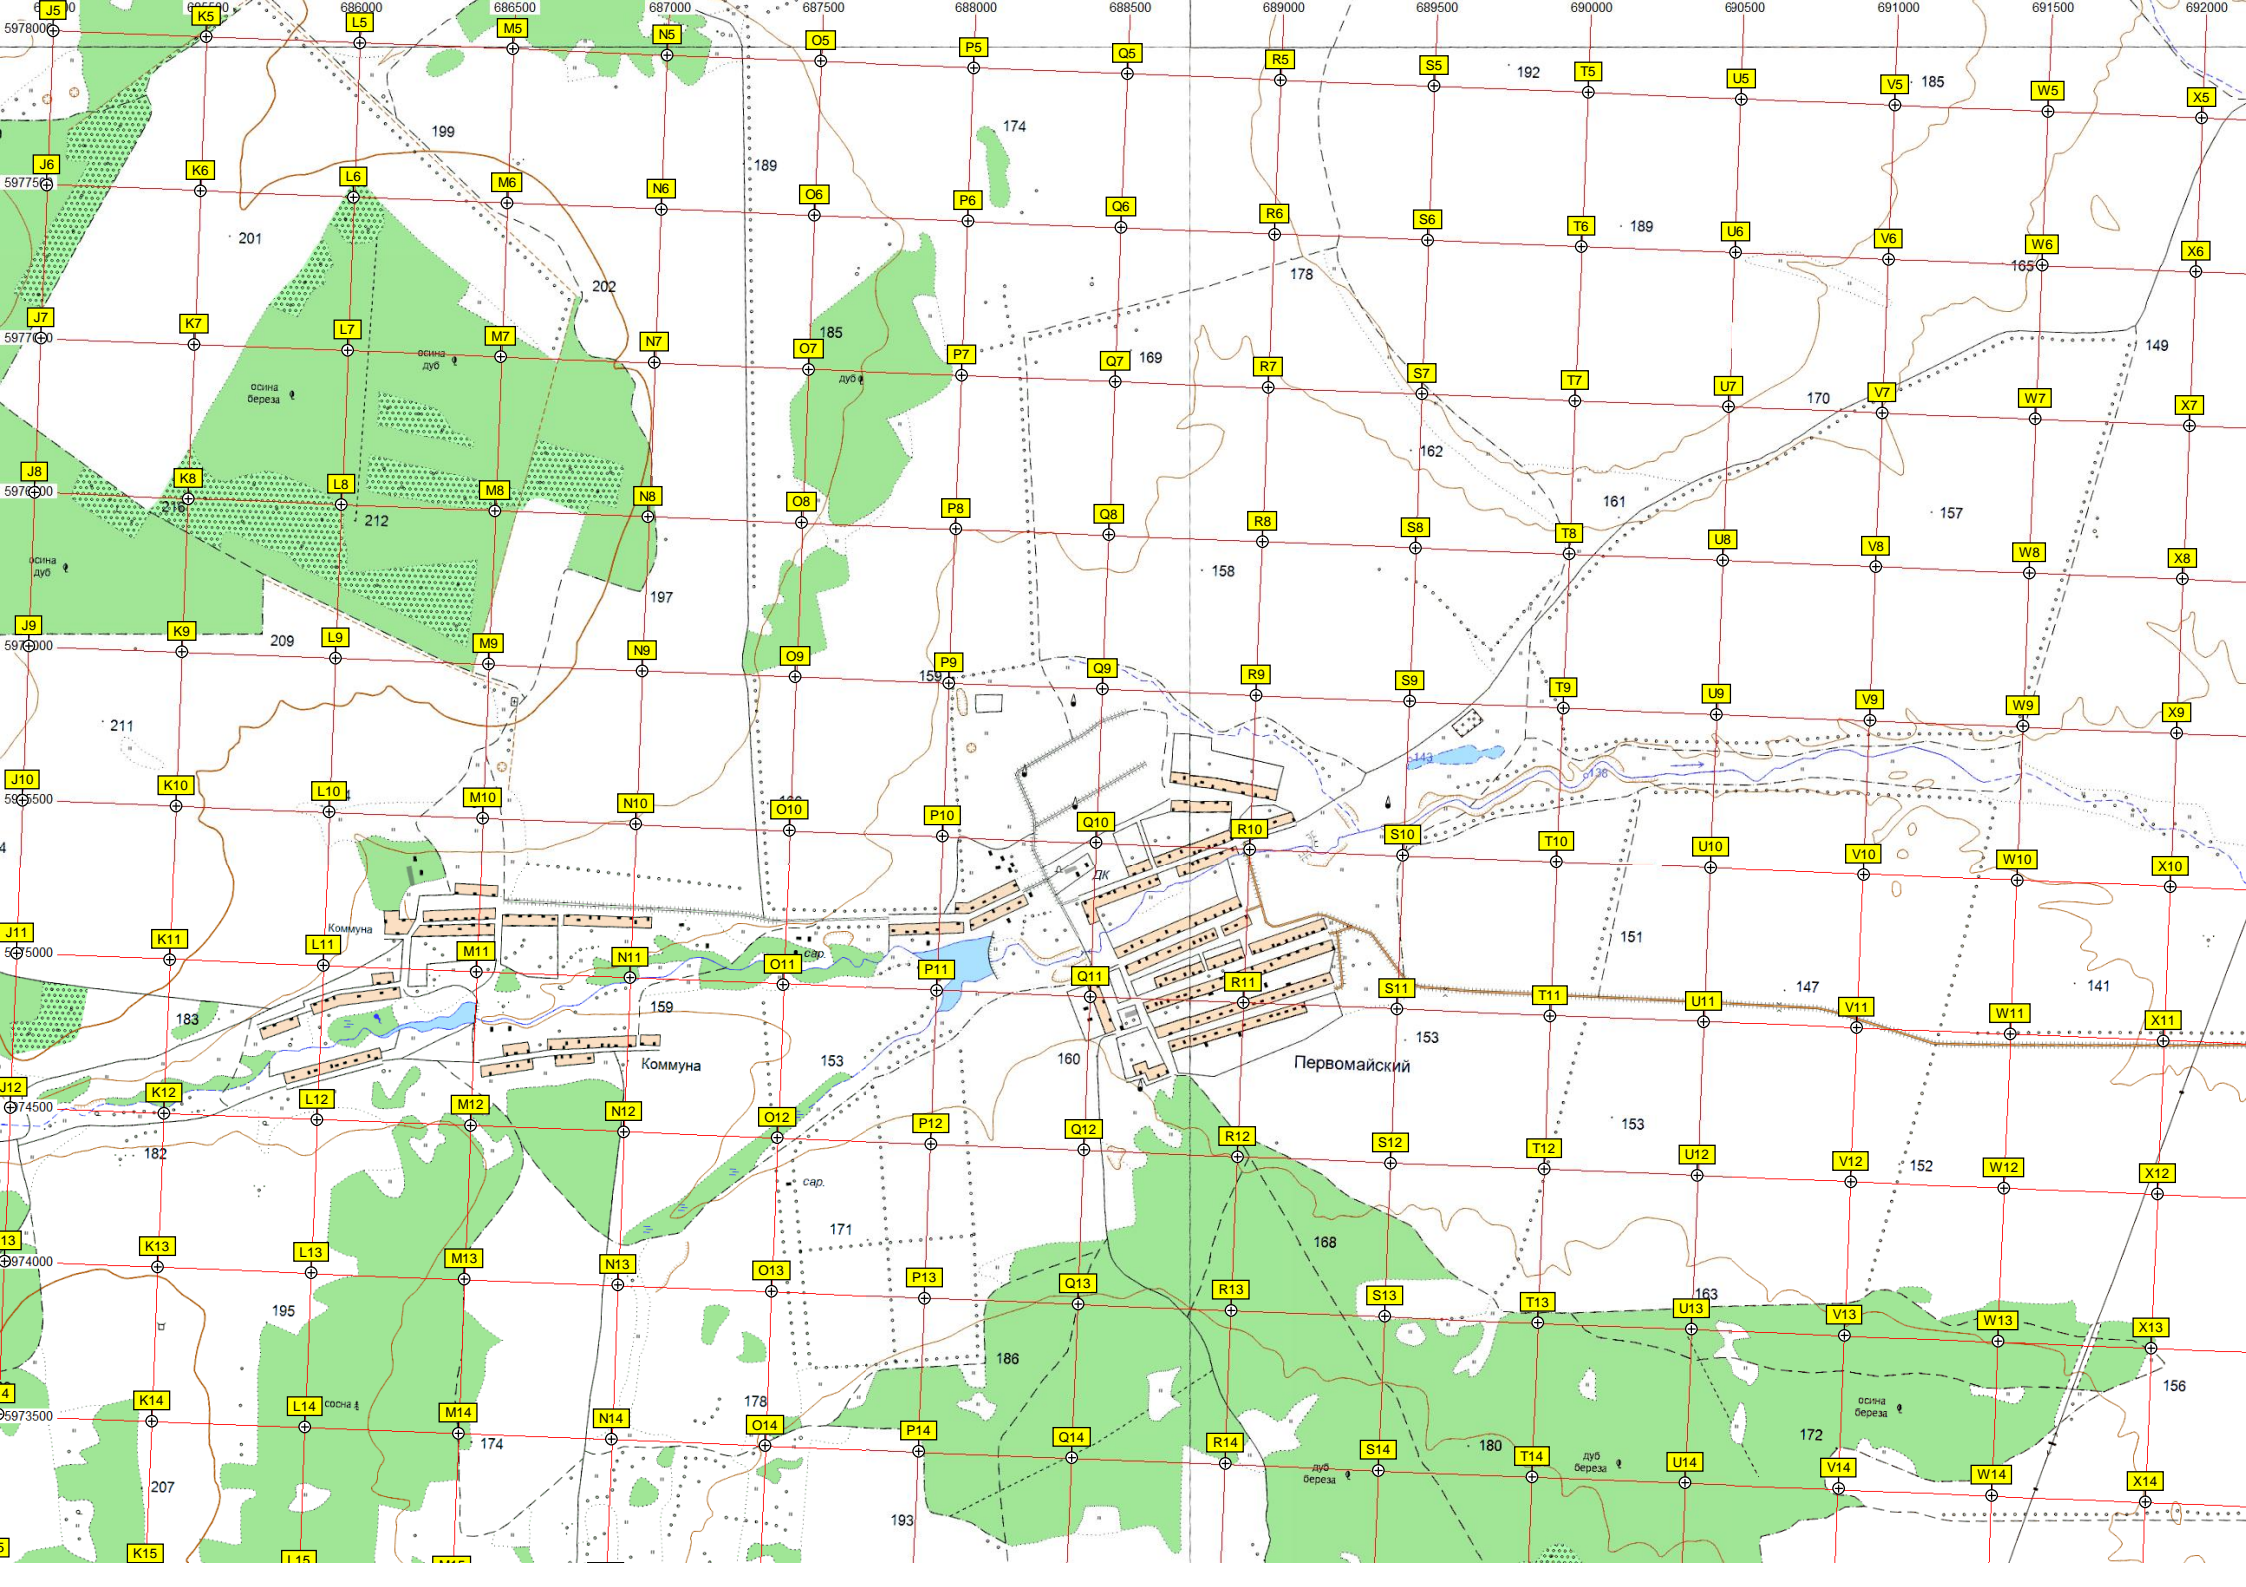 686000 686500 687000 687500 688000 688500 689000 689500 690000 690500 691000 691500 692000
J5 K5 L5 M5 N5 O5 P5 Q5 R5 S5 T5 U5 V5 W5 X5
5978000
192 185
199 174 189
J6 K6 L6 M6 N6 O6 P6 Q6 R6 S6 T6 U6 V6 W6 X6
201 189
202 178 165
J7 K7 L7 M7 N7 O7 P7 Q7 R7 S7 T7 U7 V7 W7 X7
185 169 149
осина
дуб
дуб
осина
береза
170
162
J8 K8 L8 M8 N8 O8 P8 Q8 R8 S8 T8 U8 V8 W8 X8
216 212 161 157
осина
дуб
158
197
J9 K9 L9 M9 N9 O9 P9 Q9 R9 S9 T9 U9 V9 W9 X9
209
159
211
143 138
J10 K10 L10 M10 N10 O10 P10 Q10 R10 S10 T10 U10 V10 W10 X10
ДК
Коммуна
151
J11 K11 L11 M11 N11 O11 P11 Q11 R11 S11 T11 U11 V11 W11 X11
сар.
183 159 147 141
153 160 153
Коммуна
Первомайский
J12 K12 L12 M12 N12 O12 P12 Q12 R12 S12 T12 U12 V12 W12 X12
153
182 152
сар.
171 168
13 K13 L13 M13 N13 O13 P13 Q13 R13 S13 T13 U13 V13 W13 X13
195 163
186 156
4 K14 L14 M14 N14 O14 P14 Q14 R14 S14 T14 U14 V14 W14 X14
5973500
сосна
178
осина
береза
174 180 172
дуб
береза
дуб
береза
207 193
5 K15 L15 M15